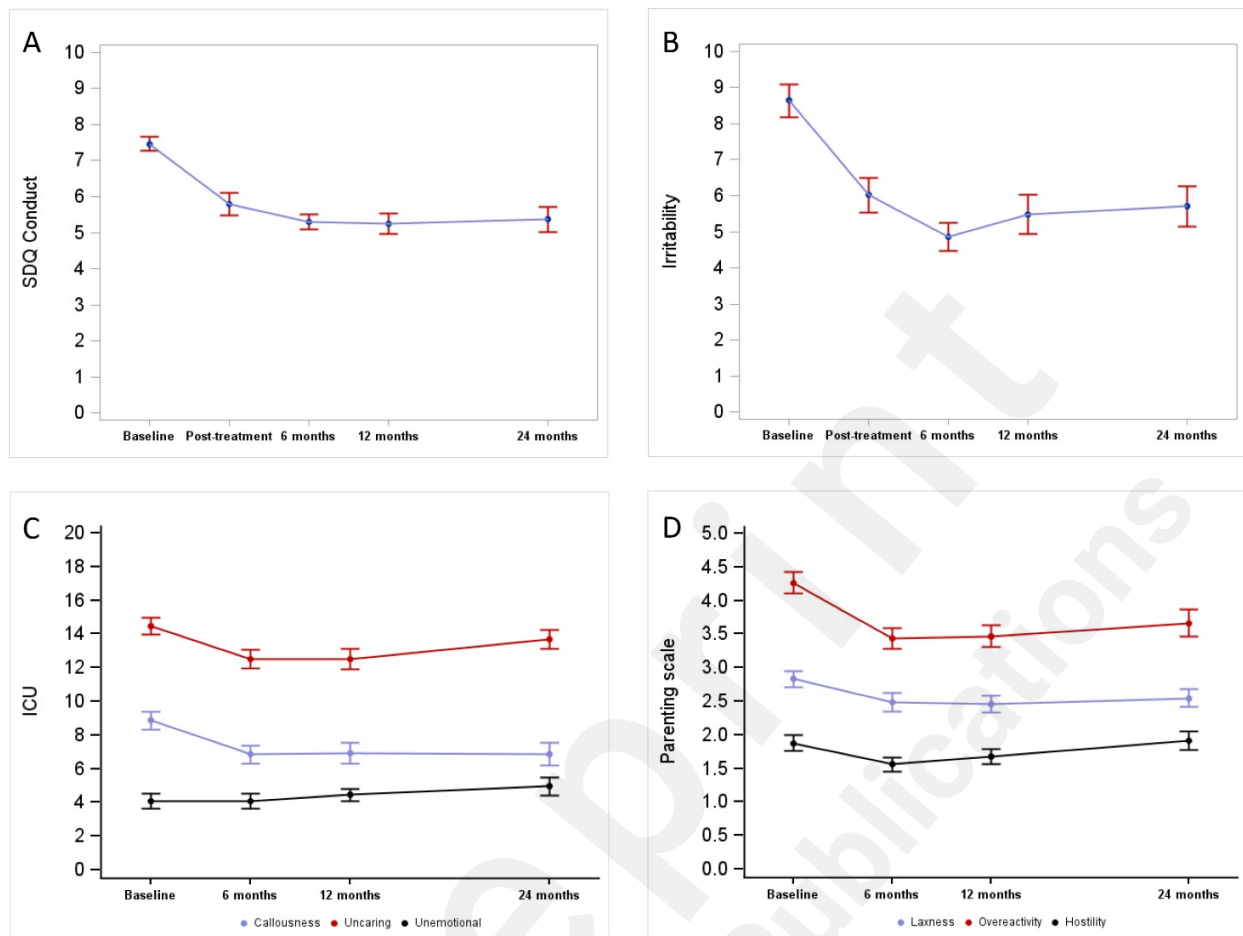 A
10
9
8
7
6
5
4
3
2
1
0
SDQ Conduct
Baseline Post-treatment 6 months 12 months 24 months
B
10
9
8
7
6
5
4
3
2
1
0
Irritability
Baseline Post-treatment 6 months 12 months 24 months
C
20
18
16
14
12
10
8
6
4
2
0
ICU
Baseline 6 months 12 months 24 months
Callousness Uncaring Unemotional
D
5.0
4.5
4.0
3.5
3.0
2.5
2.0
1.5
1.0
0.5
0.0
Parenting scale
Baseline 6 months 12 months 24 months
Laxness Overeactivity Hostility
eprint
Publications